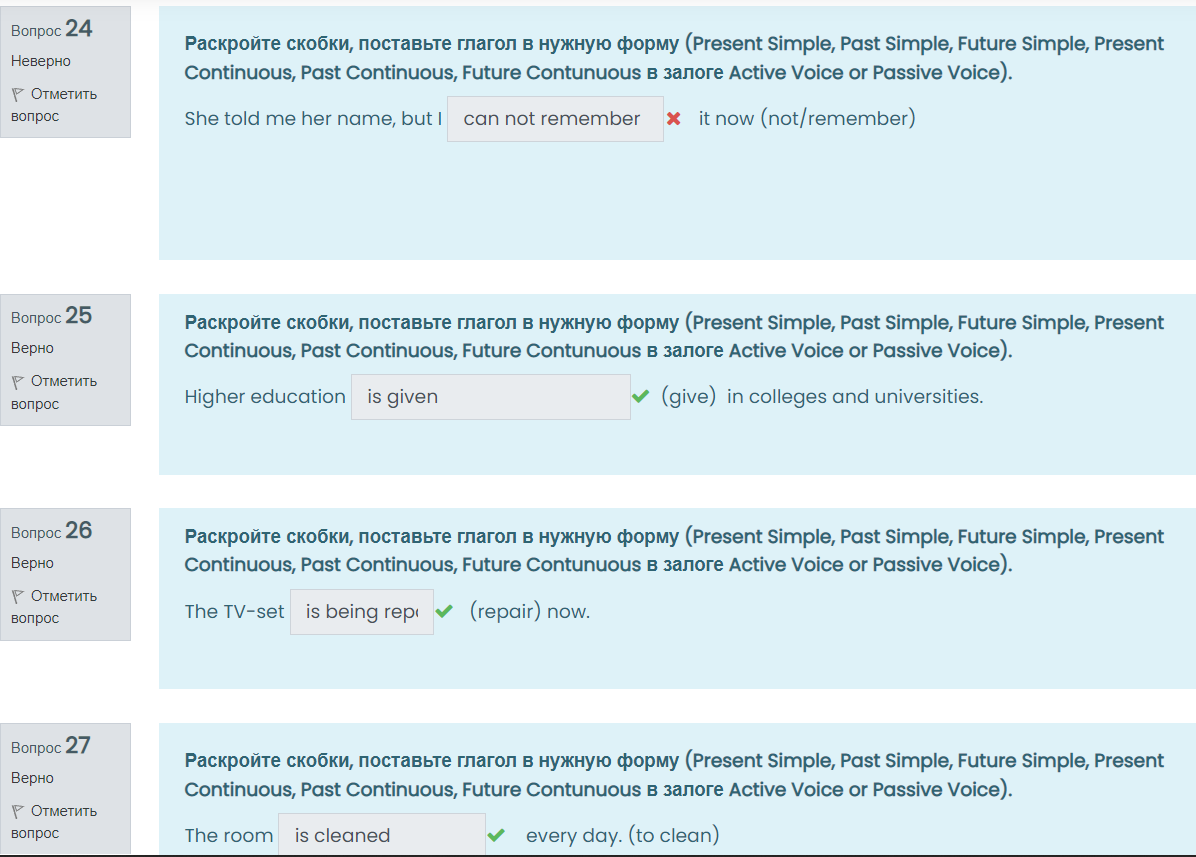 Вопрос 24
Неверно
Отметить
вопрос
Раскройте скобки, поставьте глагол в нужную форму (Present Simple, Past Simple, Future Simple, Present
Continuous, Past Continuous, Future Contunuous в залоге Active Voice or Passive Voice).
She told me her name, but I can not remember it now (not/remember)
Вопрос 25
Верно
Отметить
вопрос
Раскройте скобки, поставьте глагол в нужную форму (Present Simple, Past Simple, Future Simple, Present
Continuous, Past Continuous, Future Contunuous в залоге Active Voice or Passive Voice).
Higher education is given (give) in colleges and universities.
Вопрос 26
Верно
Отметить
вопрос
Раскройте скобки, поставьте глагол в нужную форму (Present Simple, Past Simple, Future Simple, Present
Continuous, Past Continuous, Future Contunuous в залоге Active Voice or Passive Voice).
The TV-set is being (repair) now.
Вопрос 27
Верно
Отметить
вопрос
Раскройте скобки, поставьте глагол в нужную форму (Present Simple, Past Simple, Future Simple, Present
Continuous, Past Continuous, Future Contunuous в залоге Active Voice or Passive Voice).
The room is cleaned every day. (to clean)